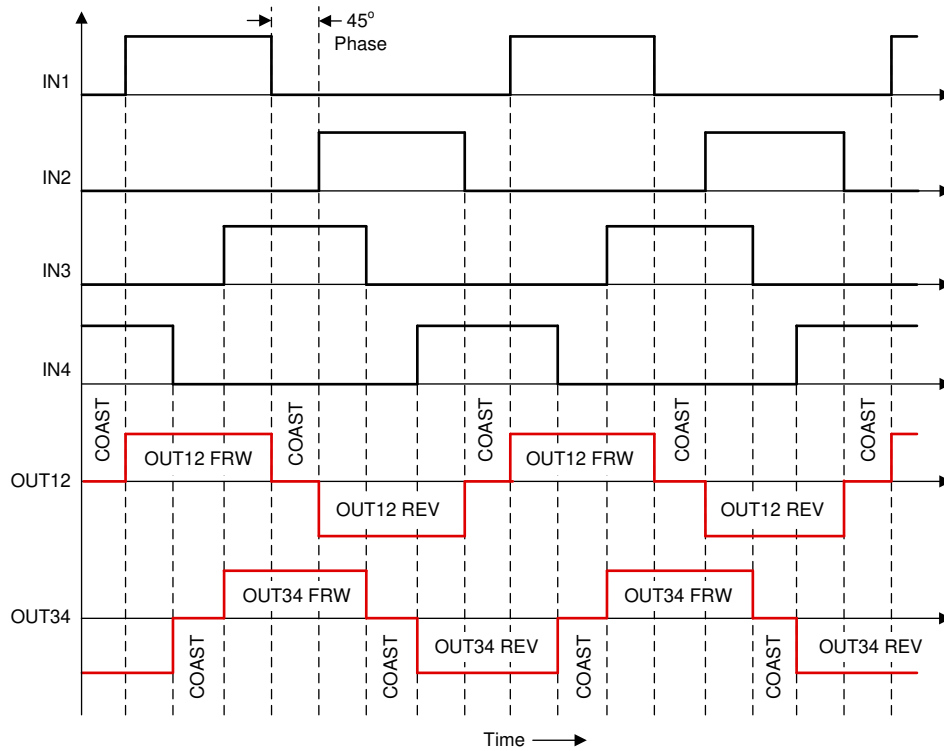 45o
Phase
IN1
IN2
IN3
IN4
COAST
COAST
COAST
COAST
COAST
OUT12 FRW
OUT12 FRW
OUT12
OUT12 REV
OUT12 REV
OUT34 FRW
OUT34 FRW
OUT34
OUT34 REV
OUT34 REV
COAST
COAST
COAST
COAST
Time